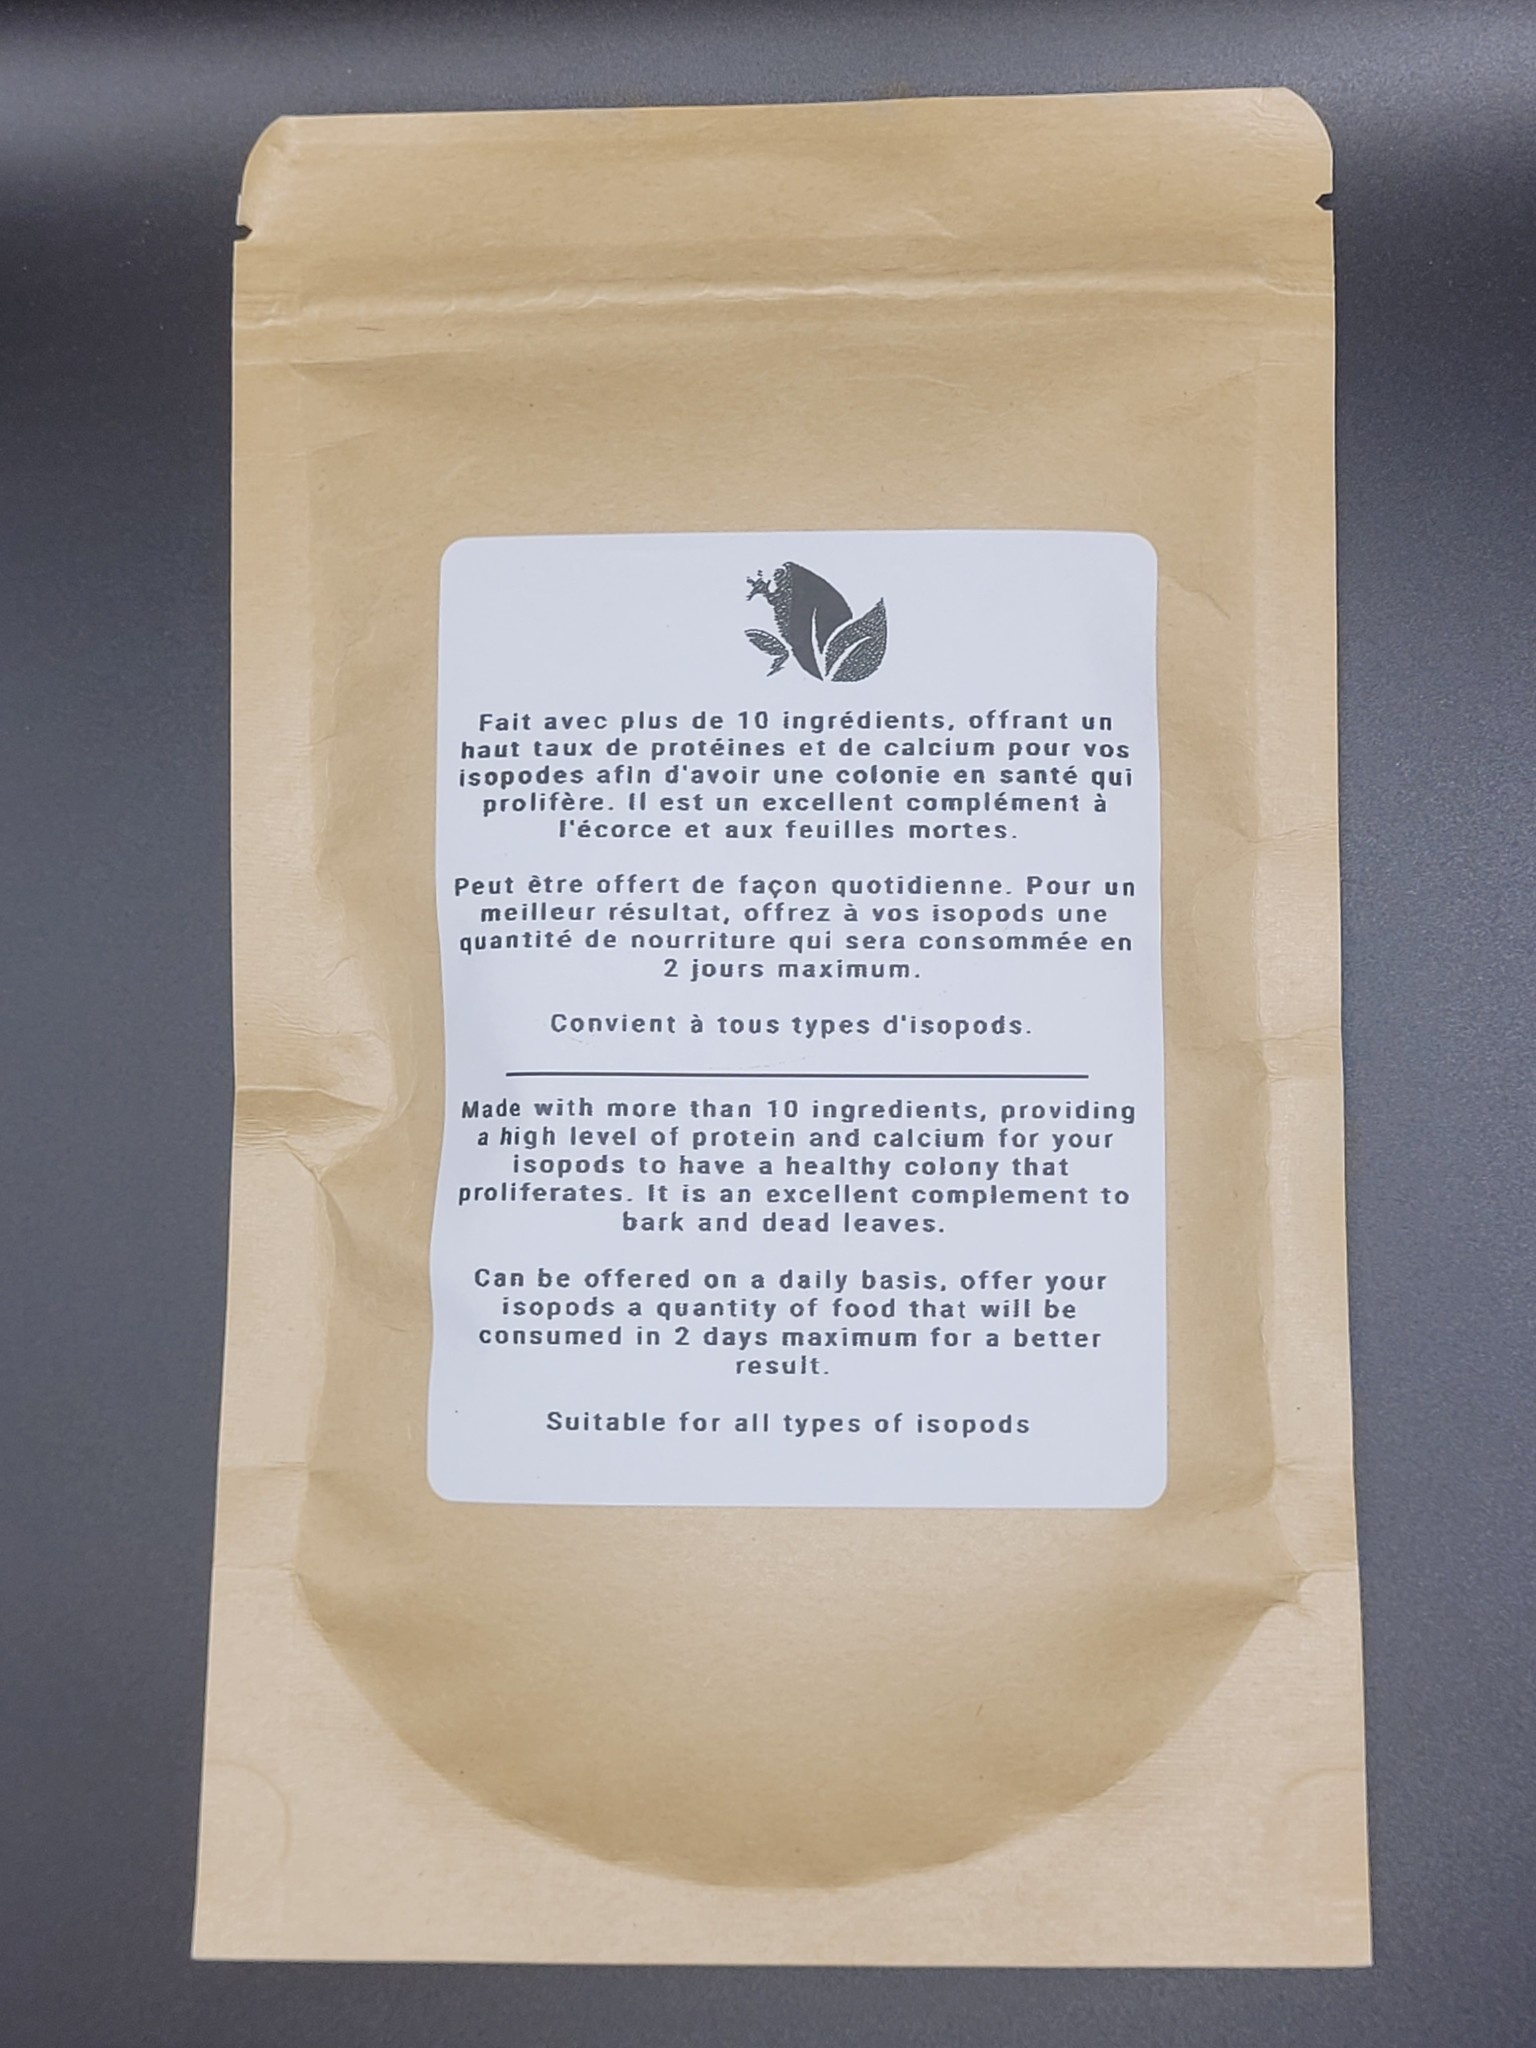 Fait avec plus de 10 ingrédients, offrant un
haut taux de protéines et de calcium pour vos
isopodes afin d'avoir une colonie en santé qui
prolifère. Il est un excellent complément à
l'écorce et aux feuilles mortes.
Peut être offert de façon quotidienne. Pour un
meilleur résultat, offrez à vos isopods une
quantité de nourriture qui sera consommée en
2 jours maximum.
Convient à tous types d'isopods.
Made with more than 10 ingredients, providing
a high level of protein and calcium for your
isopods to have a healthy colony that
proliferates. It is an excellent complement to
bark and dead leaves.
Can be offered on a daily basis, offer your
isopods a quantity of food that will be
consumed in 2 days maximum for a better
result.
Suitable for all types of isopods